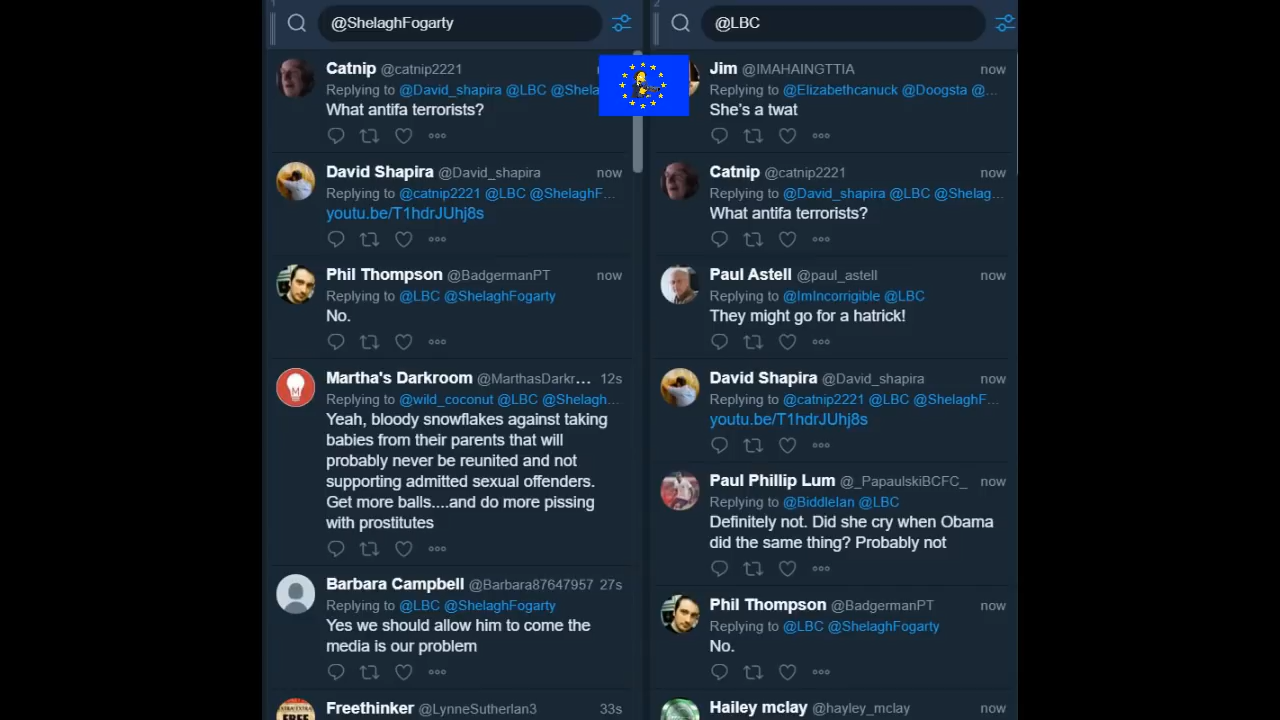 1
@ShelaghFogarty
Catnip @catnip2221
Replying to @David_shapira @LBC @Shela
What antifa terrorists?
David Shapira @David_shapira now
Replying to @catnip2221 @LBC @ShelaghF...
youtu.be/T1hdrJUhj8s
Phil Thompson @BadgermanPT now
Replying to @LBC @ShelaghFogarty
No.
Martha's Darkroom @MarthasDarkr... 12s
Replying to @wild_coconut @LBC @Shelagh...
Yeah, bloody snowflakes against taking
babies from their parents that will
probably never be reunited and not
supporting admitted sexual offenders.
Get more balls....and do more pissing
with prostitutes
Barbara Campbell @Barbara87647957 27s
Replying to @LBC @ShelaghFogarty
Yes we should allow him to come the
media is our problem
Freethinker @LynneSutherlan3 33s
FREE
2
@LBC
Jim @IMAHAINGTTIA now
Replying to @Elizabethcanuck @Doogsta @...
She's a twat
Catnip @catnip2221 now
Replying to @David_shapira @LBC @Shelag...
What antifa terrorists?
Paul Astell @paul_astell now
Replying to @ImIncorrigible @LBC
They might go for a hatrick!
David Shapira @David_shapira now
Replying to @catnip2221 @LBC @ShelaghF...
youtu.be/T1hdrJUhj8s
Paul Phillip Lum @_PapaulskiBCFC_ now
Replying to @BiddleIan @LBC
Definitely not. Did she cry when Obama
did the same thing? Probably not
Phil Thompson @BadgermanPT now
Replying to @LBC @ShelaghFogarty
No.
Hailey mclay @hayley_mclay now